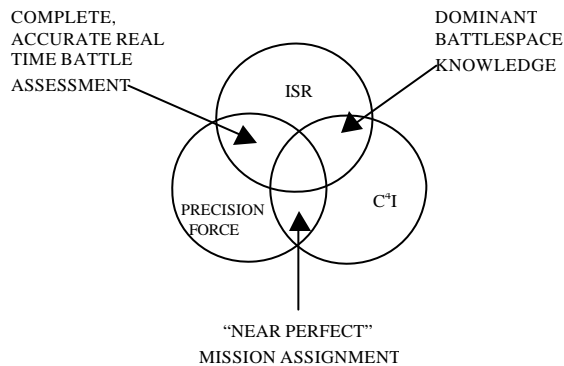 COMPLETE,
ACCURATE REAL
TIME BATTLE
ASSESSMENT
DOMINANT
BATTLESPACE
KNOWLEDGE
ISR
PRECISION
FORCE
C⁴I
“NEAR PERFECT”
MISSION ASSIGNMENT